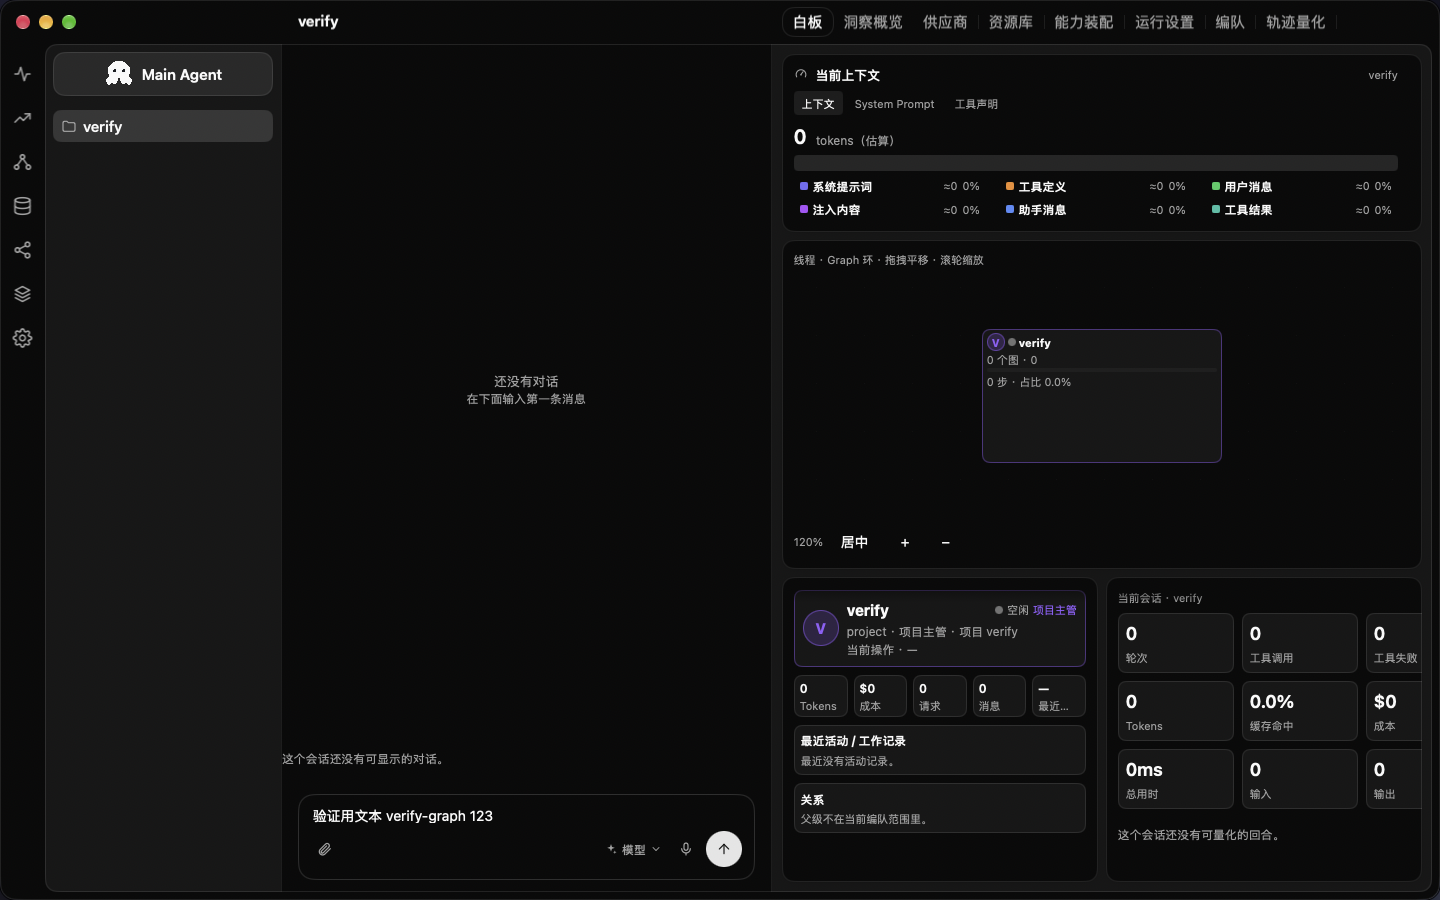 verify
白板 洞察概览 供应商 资源库 能力装配 运行设置 编队 轨迹量化
Main Agent
verify
还没有对话
在下面输入第一条消息
这个会话还没有可显示的对话。
验证用文本 verify-graph 123
模型
当前上下文 verify
上下文 System Prompt 工具声明
0 tokens（估算）
系统提示词 ≈0 0% 工具定义 ≈0 0% 用户消息 ≈0 0%
注入内容 ≈0 0% 助手消息 ≈0 0% 工具结果 ≈0 0%
线程 · Graph 环 · 拖拽平移 · 滚轮缩放
V verify
0 个图 · 0
0 步 · 占比 0.0%
120% 居中 + −
V
verify 空闲 项目主管
project · 项目主管 · 项目 verify
当前操作 · —
0 $0 0 0 —
Tokens 成本 请求 消息 最近...
最近活动 / 工作记录
最近没有活动记录。
关系
父级不在当前编队范围里。
当前会话 · verify
0 0 0
轮次 工具调用 工具失败
0 0.0% $0
Tokens 缓存命中 成本
0ms 0 0
总用时 输入 输出
这个会话还没有可量化的回合。